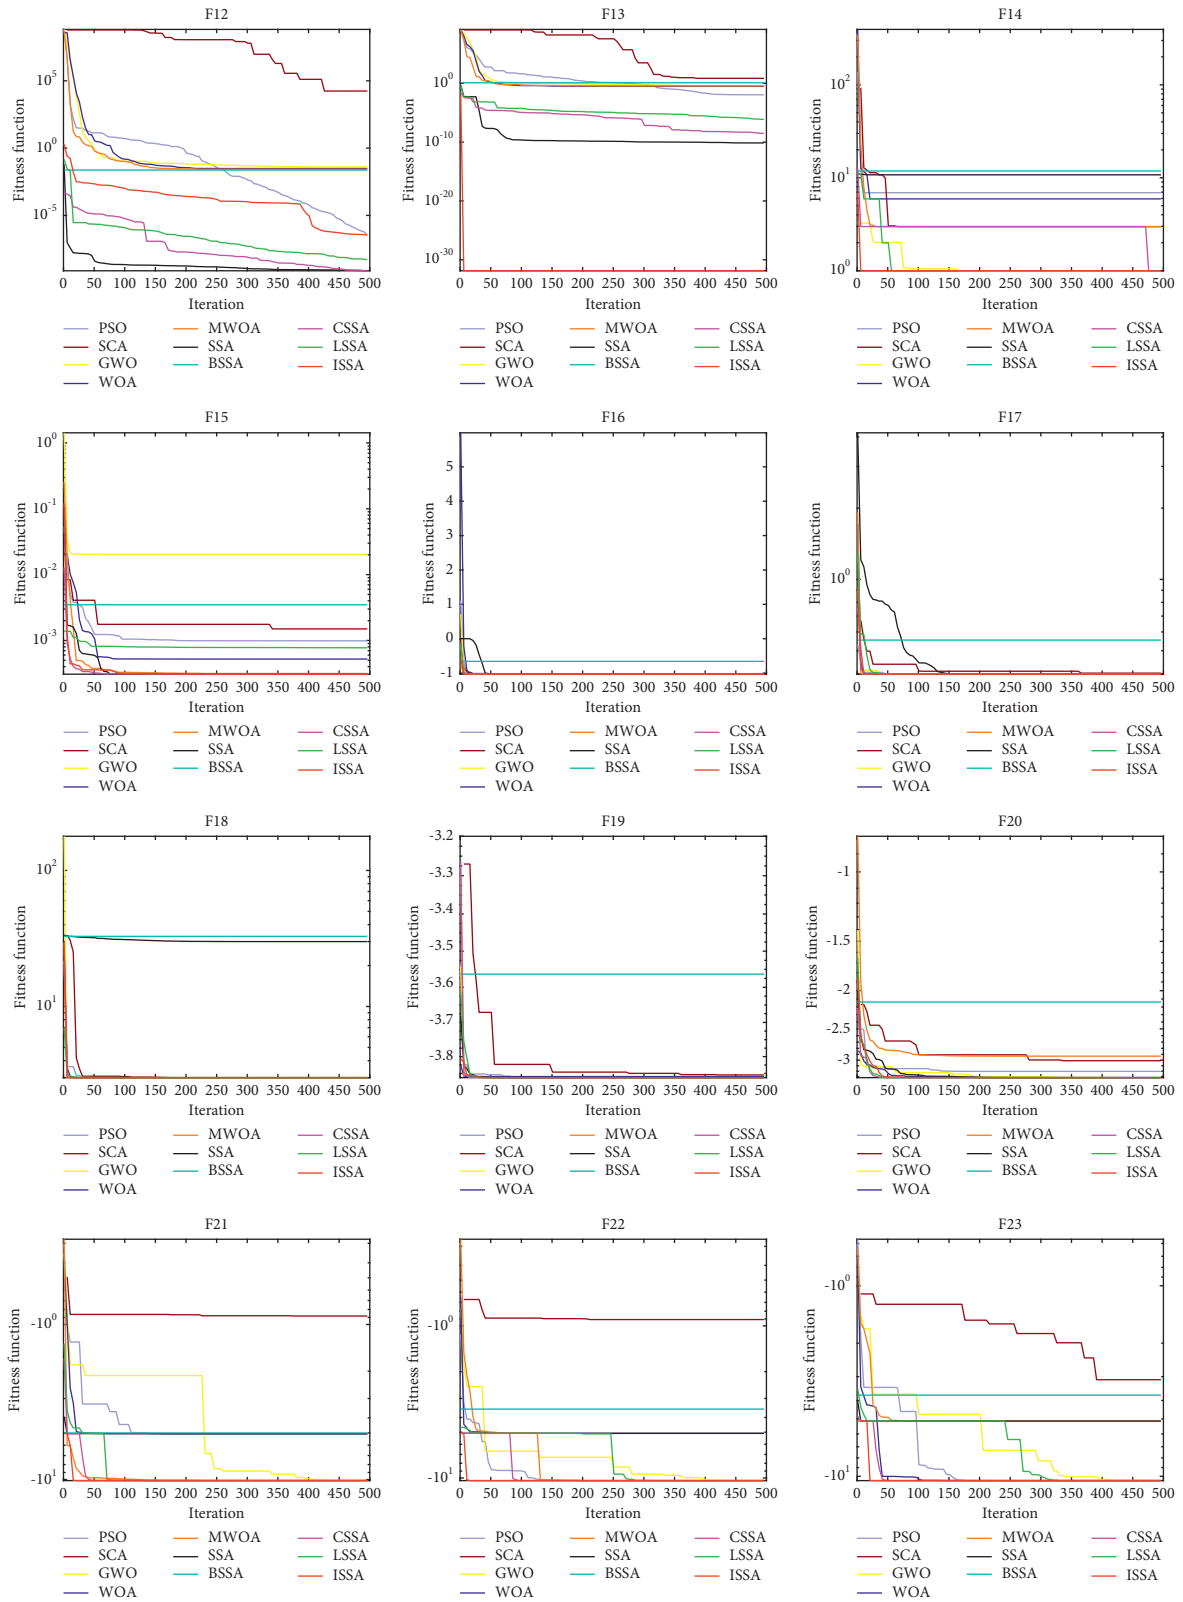 F12
Fitness function
10^5
10^0
10^-5
0 50 100 150 200 250 300 350 400 450 500
Iteration
PSO MWOA CSSA
SCA SSA LSSA
GWO BSSA ISSA
WOA
F13
Fitness function
10^0
10^-10
10^-20
10^-30
0 50 100 150 200 250 300 350 400 450 500
Iteration
PSO MWOA CSSA
SCA SSA LSSA
GWO BSSA ISSA
WOA
F14
Fitness function
10^2
10^1
10^0
0 50 100 150 200 250 300 350 400 450 500
Iteration
PSO MWOA CSSA
SCA SSA LSSA
GWO BSSA ISSA
WOA
F15
Fitness function
10^0
10^-1
10^-2
10^-3
0 50 100 150 200 250 300 350 400 450 500
Iteration
PSO MWOA CSSA
SCA SSA LSSA
GWO BSSA ISSA
WOA
F16
Fitness function
5
4
3
2
1
0
-1
0 50 100 150 200 250 300 350 400 450 500
Iteration
PSO MWOA CSSA
SCA SSA LSSA
GWO BSSA ISSA
WOA
F17
Fitness function
10^0
0 50 100 150 200 250 300 350 400 450 500
Iteration
PSO MWOA CSSA
SCA SSA LSSA
GWO BSSA ISSA
WOA
F18
Fitness function
10^2
10^1
0 50 100 150 200 250 300 350 400 450 500
Iteration
PSO MWOA CSSA
SCA SSA LSSA
GWO BSSA ISSA
WOA
F19
Fitness function
-3.2
-3.3
-3.4
-3.5
-3.6
-3.7
-3.8
0 50 100 150 200 250 300 350 400 450 500
Iteration
PSO MWOA CSSA
SCA SSA LSSA
GWO BSSA ISSA
WOA
F20
Fitness function
-1
-1.5
-2
-2.5
-3
0 50 100 150 200 250 300 350 400 450 500
Iteration
PSO MWOA CSSA
SCA SSA LSSA
GWO BSSA ISSA
WOA
F21
Fitness function
-10^0
-10^1
0 50 100 150 200 250 300 350 400 450 500
Iteration
PSO MWOA CSSA
SCA SSA LSSA
GWO BSSA ISSA
WOA
F22
Fitness function
-10^0
-10^1
0 50 100 150 200 250 300 350 400 450 500
Iteration
PSO MWOA CSSA
SCA SSA LSSA
GWO BSSA ISSA
WOA
F23
Fitness function
-10^0
-10^1
0 50 100 150 200 250 300 350 400 450 500
Iteration
PSO MWOA CSSA
SCA SSA LSSA
GWO BSSA ISSA
WOA